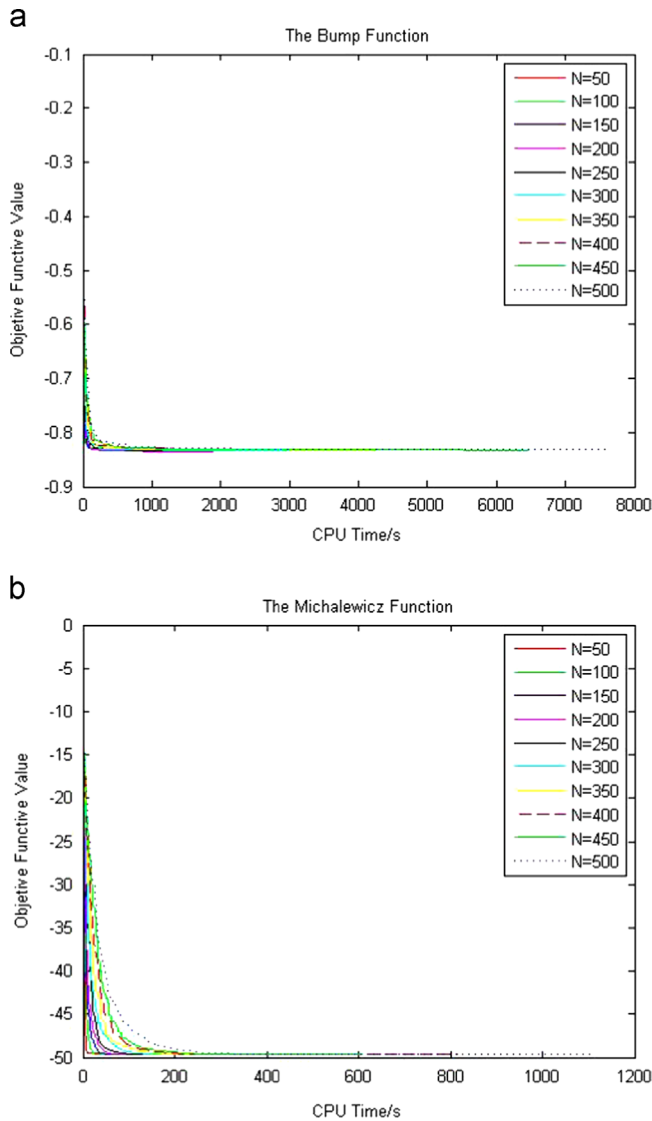 a
The Bump Function
-0.1
-0.2
-0.3
-0.4
-0.5
-0.6
-0.7
-0.8
-0.9
Objetive Functive Value
0 1000 2000 3000 4000 5000 6000 7000 8000
CPU Time/s
N=50
N=100
N=150
N=200
N=250
N=300
N=350
N=400
N=450
N=500
b
The Michalewicz Function
0
-5
-10
-15
-20
-25
-30
-35
-40
-45
-50
Objetive Functive Value
0 200 400 600 800 1000 1200
CPU Time/s
N=50
N=100
N=150
N=200
N=250
N=300
N=350
N=400
N=450
N=500